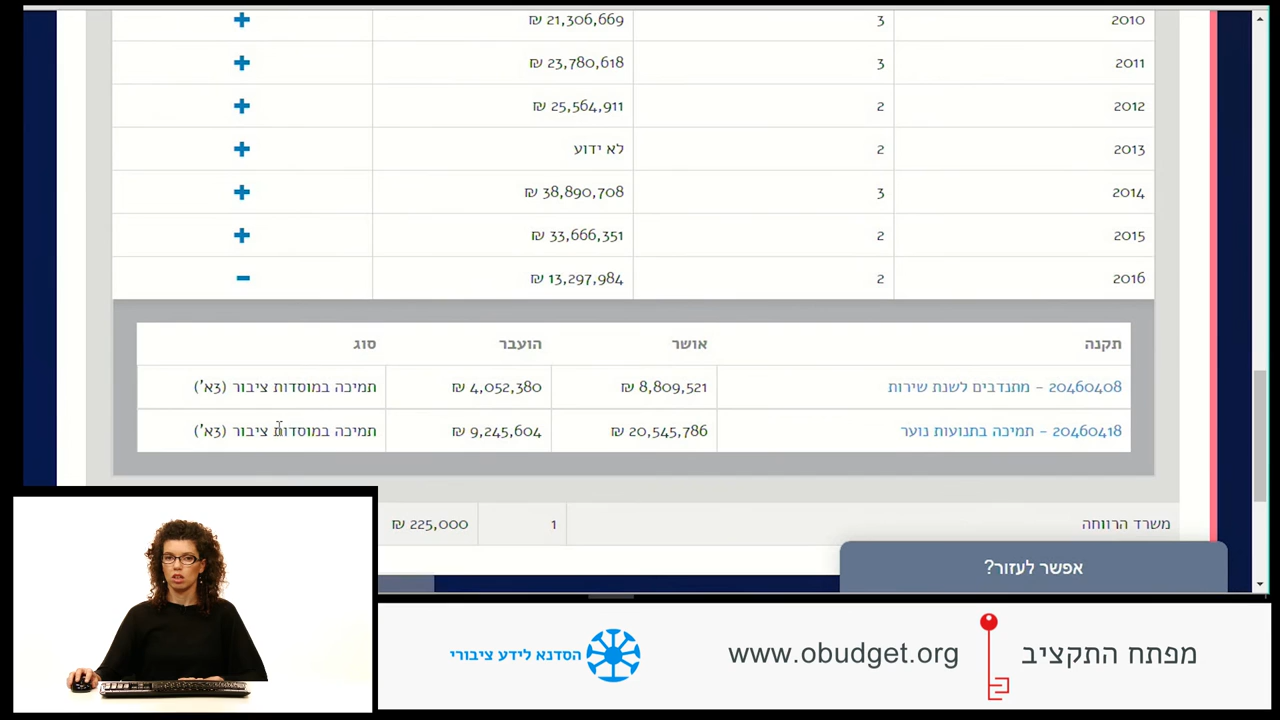 2010 3 21,306,669 ₪
2011 3 23,780,618 ₪
2012 2 25,564,911 ₪
2013 2 לא ידוע
2014 3 38,890,708 ₪
2015 2 33,666,351 ₪
2016 2 13,297,984 ₪
תקנה אושר הועבר סוג
20460408 - מתנדבים לשנת שירות 8,809,521 ₪ 4,052,380 ₪ תמיכה במוסדות ציבור (3א')
20460418 - תמיכה בתנועות נוער 20,545,786 ₪ 9,245,604 ₪ תמיכה במוסדות ציבור (3א')
משרד הרווחה 1 225,000 ₪
אפשר לעזור?
מפתח התקציב www.obudget.org הסדנא לידע ציבורי